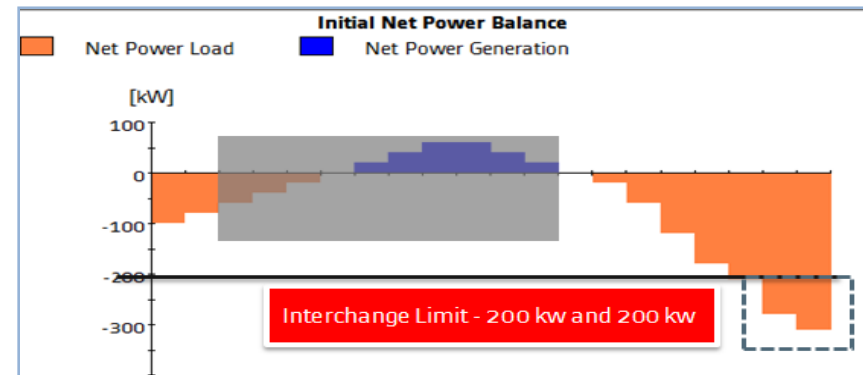 Initial Net Power Balance
Net Power Load
Net Power Generation
[kW]
100
0
-100
-200
Interchange Limit - 200 kw and 200 kw
-300